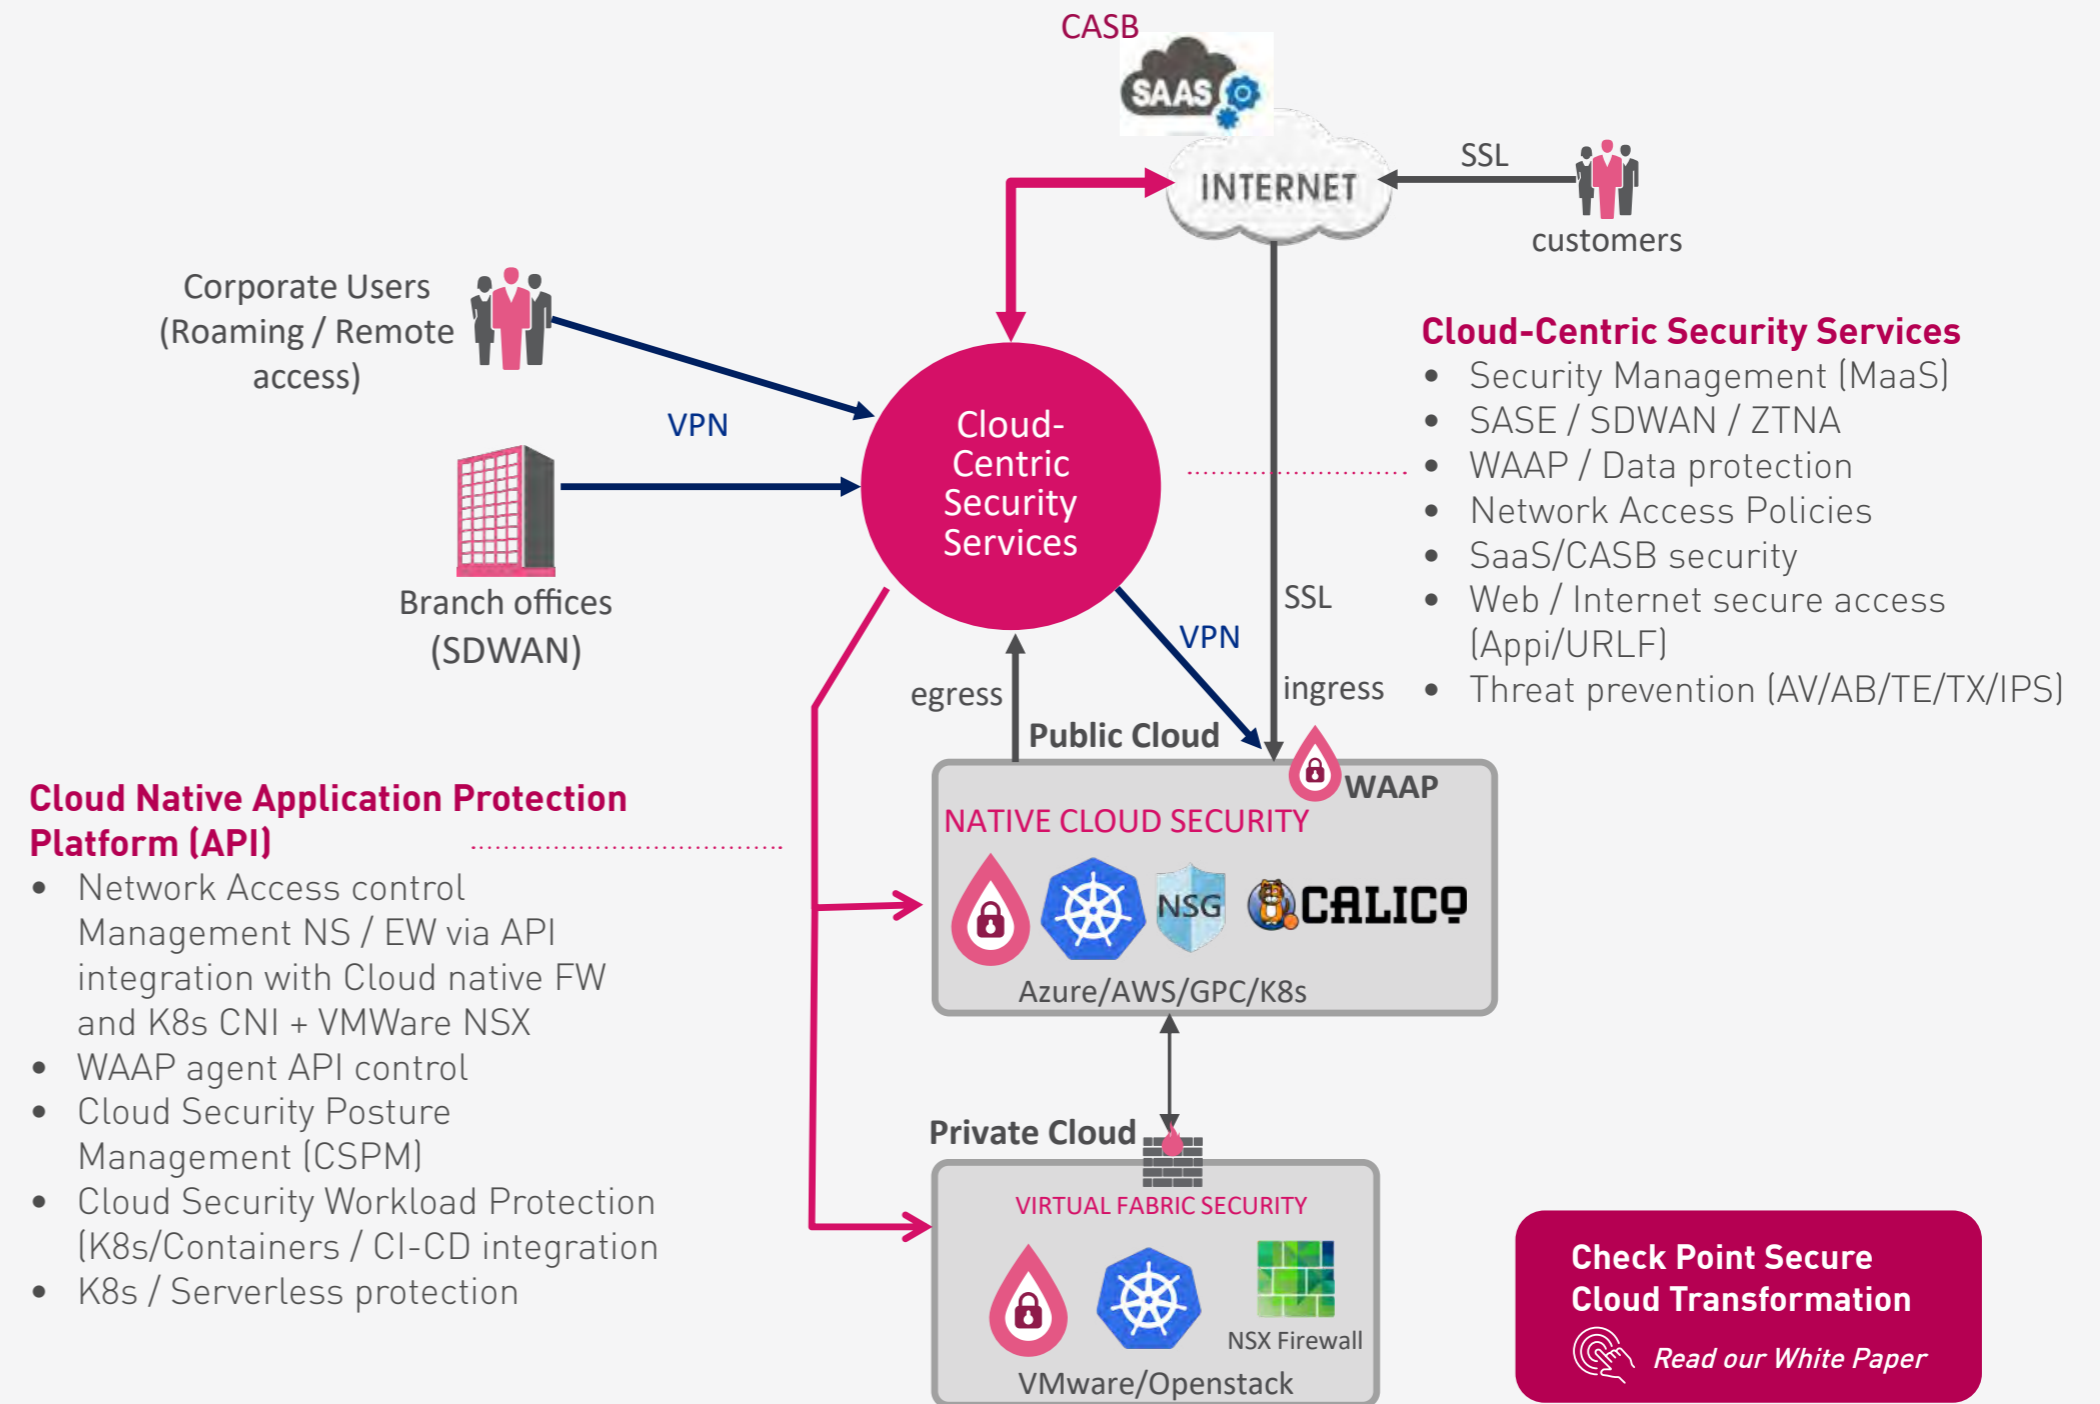 CASB
SAAS
INTERNET
SSL
customers
Corporate Users
(Roaming / Remote
access)
VPN
Branch offices
(SDWAN)
Cloud-
Centric
Security
Services
Cloud-Centric Security Services
• Security Management (MaaS)
• SASE / SDWAN / ZTNA
• WAAP / Data protection
• Network Access Policies
• SaaS/CASB security
• Web / Internet secure access
(Appi/URLF)
• Threat prevention (AV/AB/TE/TX/IPS)
SSL
VPN
egress
ingress
Public Cloud
WAAP
NATIVE CLOUD SECURITY
NSG
CALICO
Azure/AWS/GPC/K8s
Cloud Native Application Protection
Platform (API)
• Network Access control
Management NS / EW via API
integration with Cloud native FW
and K8s CNI + VMWare NSX
• WAAP agent API control
• Cloud Security Posture
Management (CSPM)
• Cloud Security Workload Protection
(K8s/Containers / CI-CD integration
• K8s / Serverless protection
Private Cloud
VIRTUAL FABRIC SECURITY
NSX Firewall
VMware/Openstack
Check Point Secure
Cloud Transformation
Read our White Paper